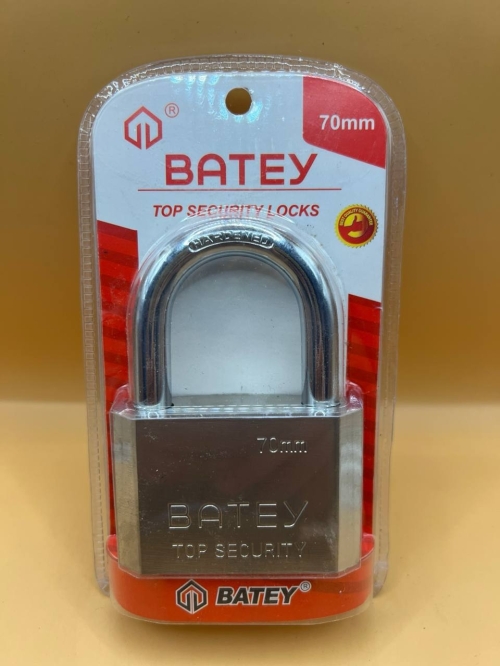 ®
70mm
BATEY
TOP SECURITY LOCKS
HARDENED
70mm
BATEY
TOP SECURITY
BATEY®